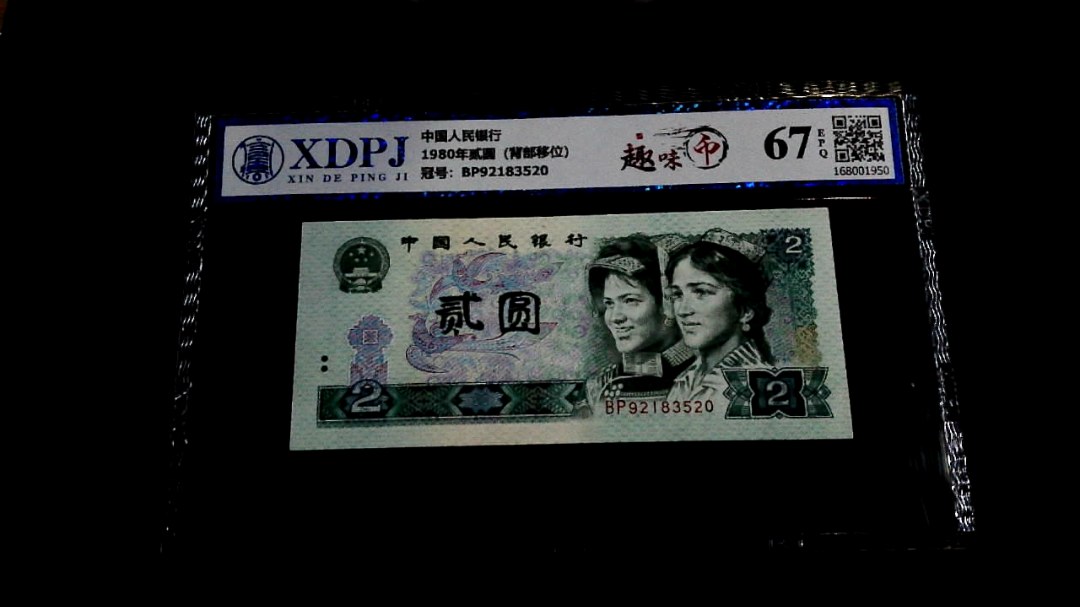 XDPJ
XIN DE PING JI
中国人民银行
1980年贰圆（背部移位）
冠号：BP92183520
趣味币
67
EPQ
168001950
中国人民银行
2
贰圆
2
2
BP92183520